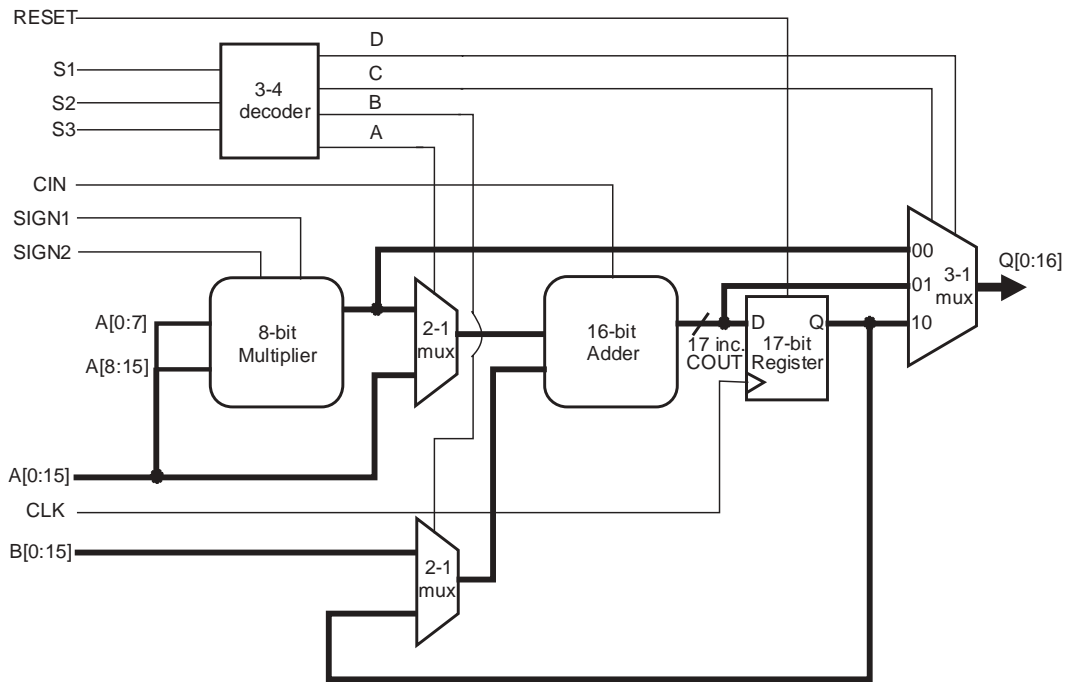 RESET
D
S1
3-4
decoder
C
S2
B
S3
A
CIN
SIGN1
SIGN2
00
Q[0:16]
3-1
mux
01
A[0:7]
8-bit
Multiplier
2-1
mux
16-bit
Adder
D
Q
10
17 inc.
COUT
17-bit
Register
A[8:15]
A[0:15]
CLK
B[0:15]
2-1
mux